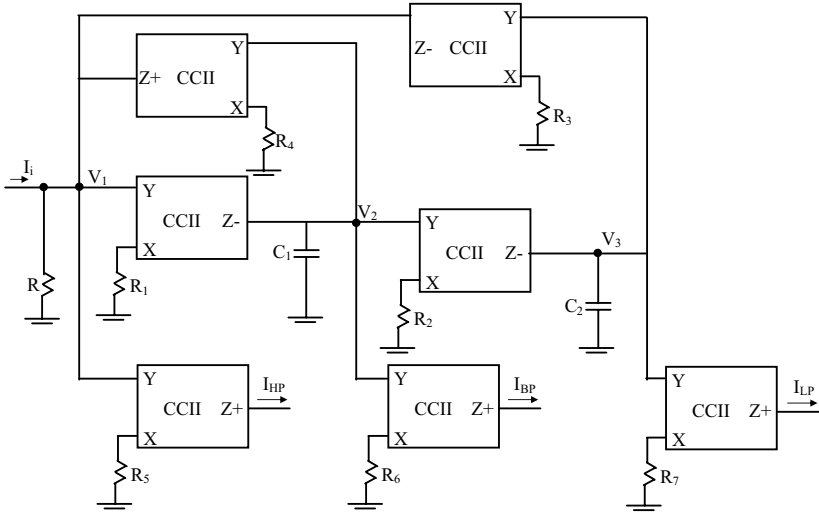 Y
Z- CCII
X
R3
Y
Z+ CCII
X
R4
Ii
V1
Y
CCII Z-
X
R
R1
C1
V2
Y
CCII
Z-
X
R2
V3
C2
Y
CCII Z+
X
IHP
R5
Y
CCII Z+
X
IBP
R6
Y
CCII Z+
X
ILP
R7